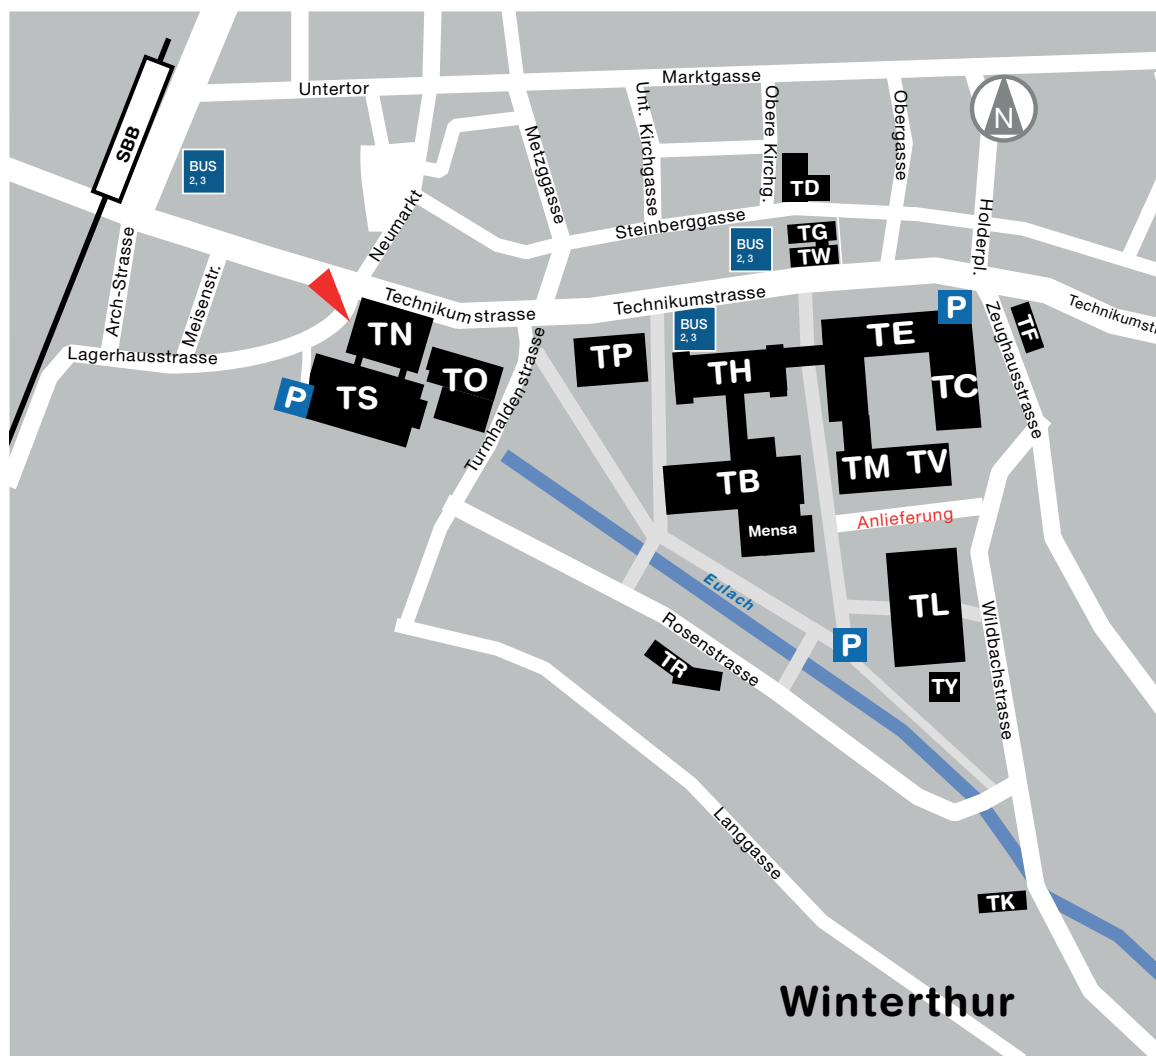 Marktgasse
Untertor
SBB
BUS
2, 3
Unt. Kirchgasse
Obere Kirchg.
Obergasse
N
Metzggasse
TD
Neumarkt
Steinberggasse
Holderpl.
TG
TW
BUS
2, 3
Arch-Strasse
Meisenstr.
Technikumstrasse
Technikumstrasse
Technikumstr
P
BUS
2, 3
Zeughausstrasse
TF
TN
TE
Lagerhausstrasse
TP
TH
TO
TC
P
TS
Turmhaldenstrasse
TM
TV
TB
Anlieferung
Mensa
Eulach
TL
Wildbachstrasse
Rosenstrasse
P
TR
TY
Langgasse
TK
Winterthur